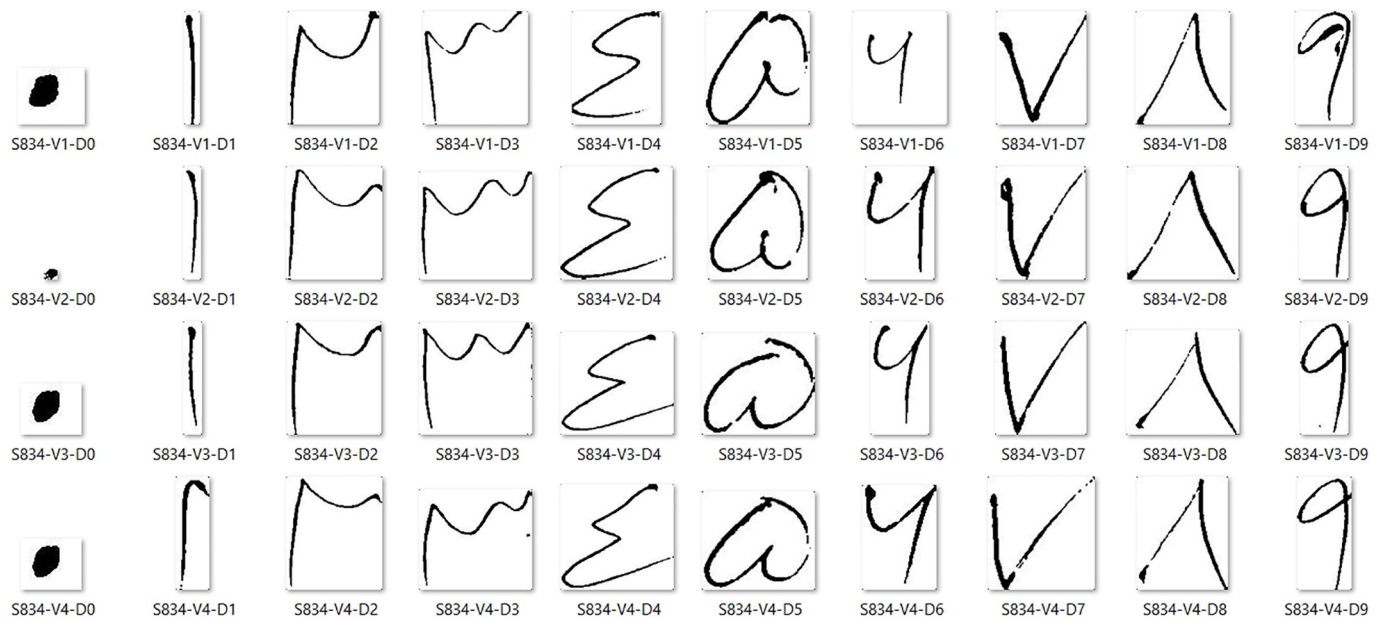 ۰ ۱ ۲ ۳ ٤ ۵ ۶ ۷ ۸ ۹
S834-V1-D0 S834-V1-D1 S834-V1-D2 S834-V1-D3 S834-V1-D4 S834-V1-D5 S834-V1-D6 S834-V1-D7 S834-V1-D8 S834-V1-D9
۰ ۱ ۲ ۳ ٤ ۵ ۶ ۷ ۸ ۹
S834-V2-D0 S834-V2-D1 S834-V2-D2 S834-V2-D3 S834-V2-D4 S834-V2-D5 S834-V2-D6 S834-V2-D7 S834-V2-D8 S834-V2-D9
۰ ۱ ۲ ۳ ٤ ۵ ۶ ۷ ۸ ۹
S834-V3-D0 S834-V3-D1 S834-V3-D2 S834-V3-D3 S834-V3-D4 S834-V3-D5 S834-V3-D6 S834-V3-D7 S834-V3-D8 S834-V3-D9
۰ ۱ ۲ ۳ ٤ ۵ ۶ ۷ ۸ ۹
S834-V4-D0 S834-V4-D1 S834-V4-D2 S834-V4-D3 S834-V4-D4 S834-V4-D5 S834-V4-D6 S834-V4-D7 S834-V4-D8 S834-V4-D9